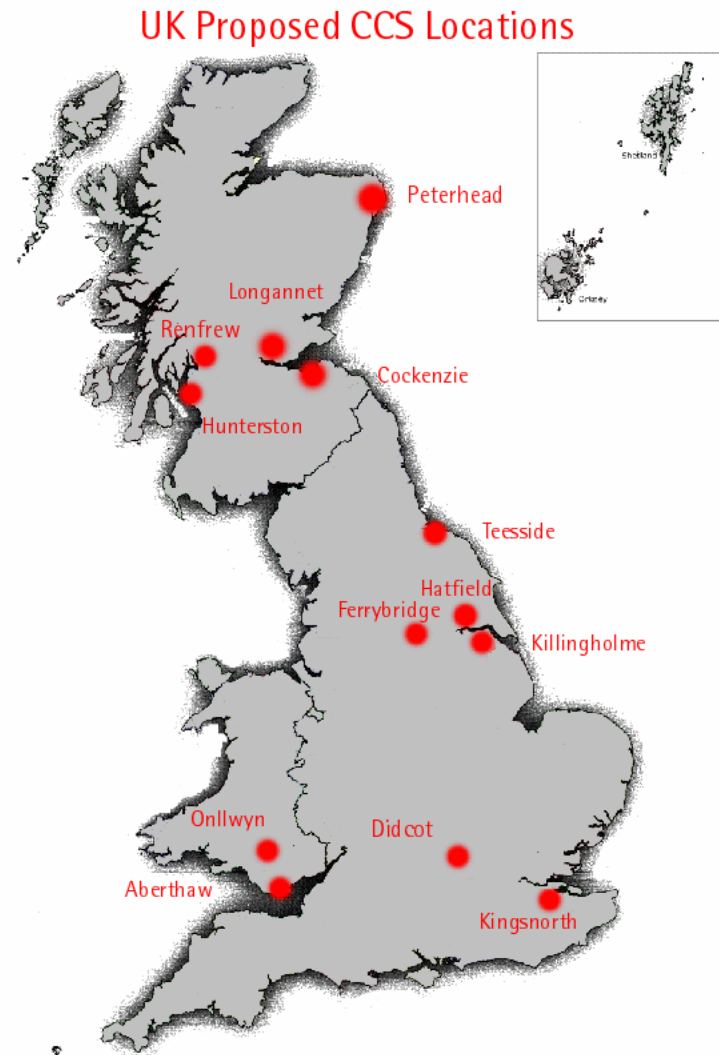 UK Proposed CCS Locations
Shetland
Peterhead
Orkney
Longannet
Renfrew
Cockenzie
Hunterston
Teesside
Hatfield
Ferrybridge
Killingholme
Onllwyn
Didcot
Aberthaw
Kingsnorth